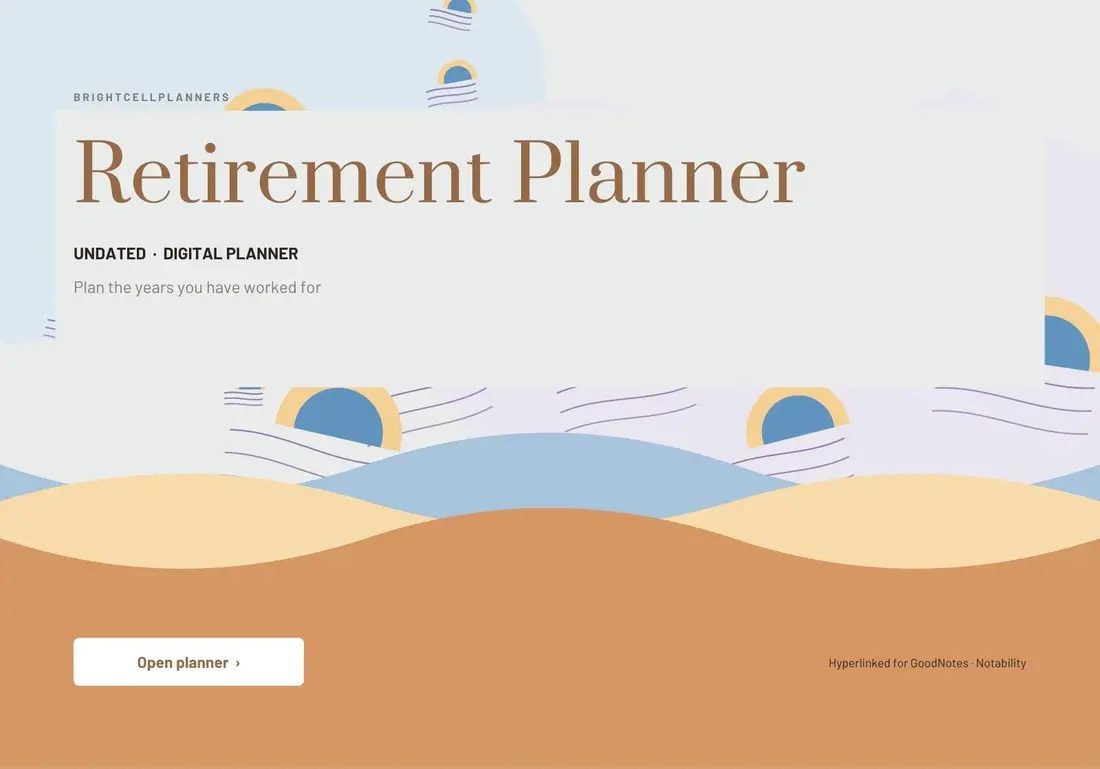 BRIGHTCELLPLANNERS
Retirement Planner
UNDATED · DIGITAL PLANNER
Plan the years you have worked for
Open planner ›
Hyperlinked for GoodNotes · Notability